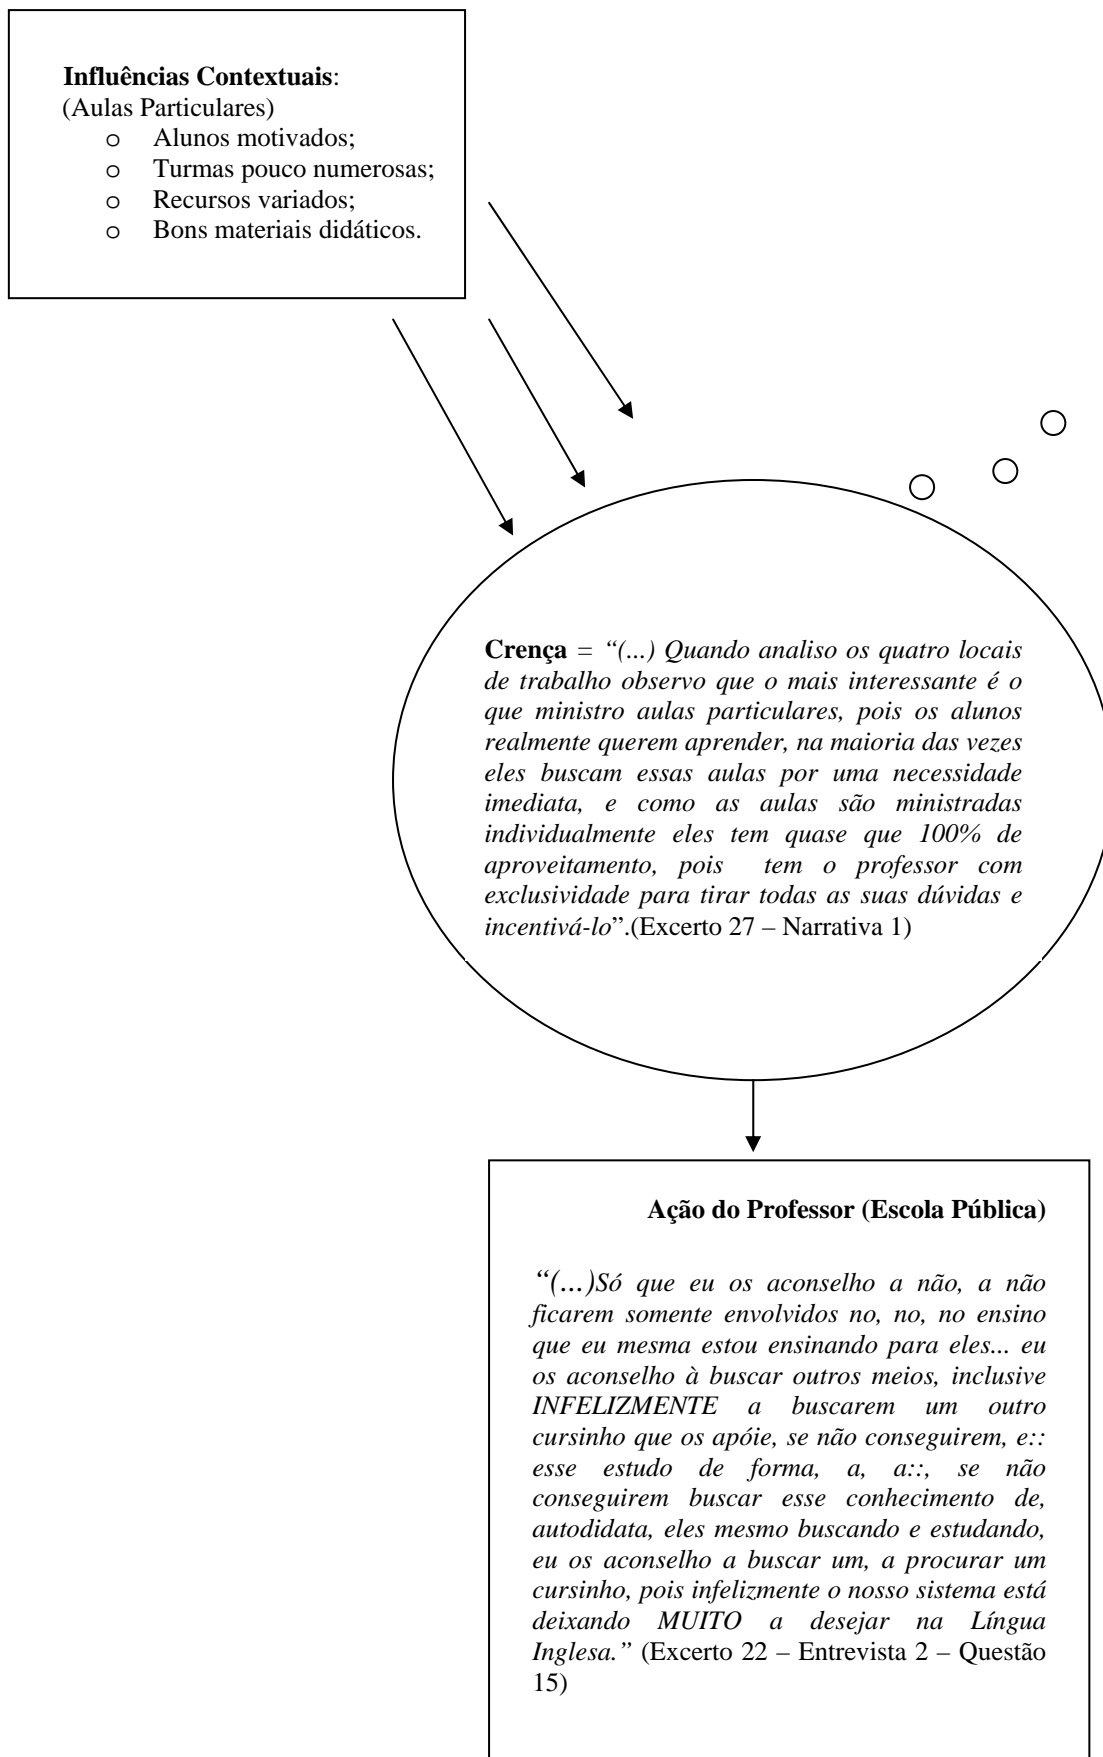 Influências Contextuais:
(Aulas Particulares)
o Alunos motivados;
o Turmas pouco numerosas;
o Recursos variados;
o Bons materiais didáticos.
Crença = “(...) Quando analiso os quatro locais
de trabalho observo que o mais interessante é o
que ministro aulas particulares, pois os alunos
realmente querem aprender, na maioria das vezes
eles buscam essas aulas por uma necessidade
imediata, e como as aulas são ministradas
individualmente eles tem quase que 100% de
aproveitamento, pois tem o professor com
exclusividade para tirar todas as suas dúvidas e
incentivá-lo”.(Excerto 27 – Narrativa 1)
Ação do Professor (Escola Pública)
“(...)Só que eu os aconselho a não, a não
ficarem somente envolvidos no, no, no ensino
que eu mesma estou ensinando para eles... eu
os aconselho à buscar outros meios, inclusive
INFELIZMENTE a buscarem um outro
cursinho que os apóie, se não conseguirem, e::
esse estudo de forma, a, a::, se não
conseguirem buscar esse conhecimento de,
autodidata, eles mesmo buscando e estudando,
eu os aconselho a buscar um, a procurar um
cursinho, pois infelizmente o nosso sistema está
deixando MUITO a desejar na Língua
Inglesa.” (Excerto 22 – Entrevista 2 – Questão
15)